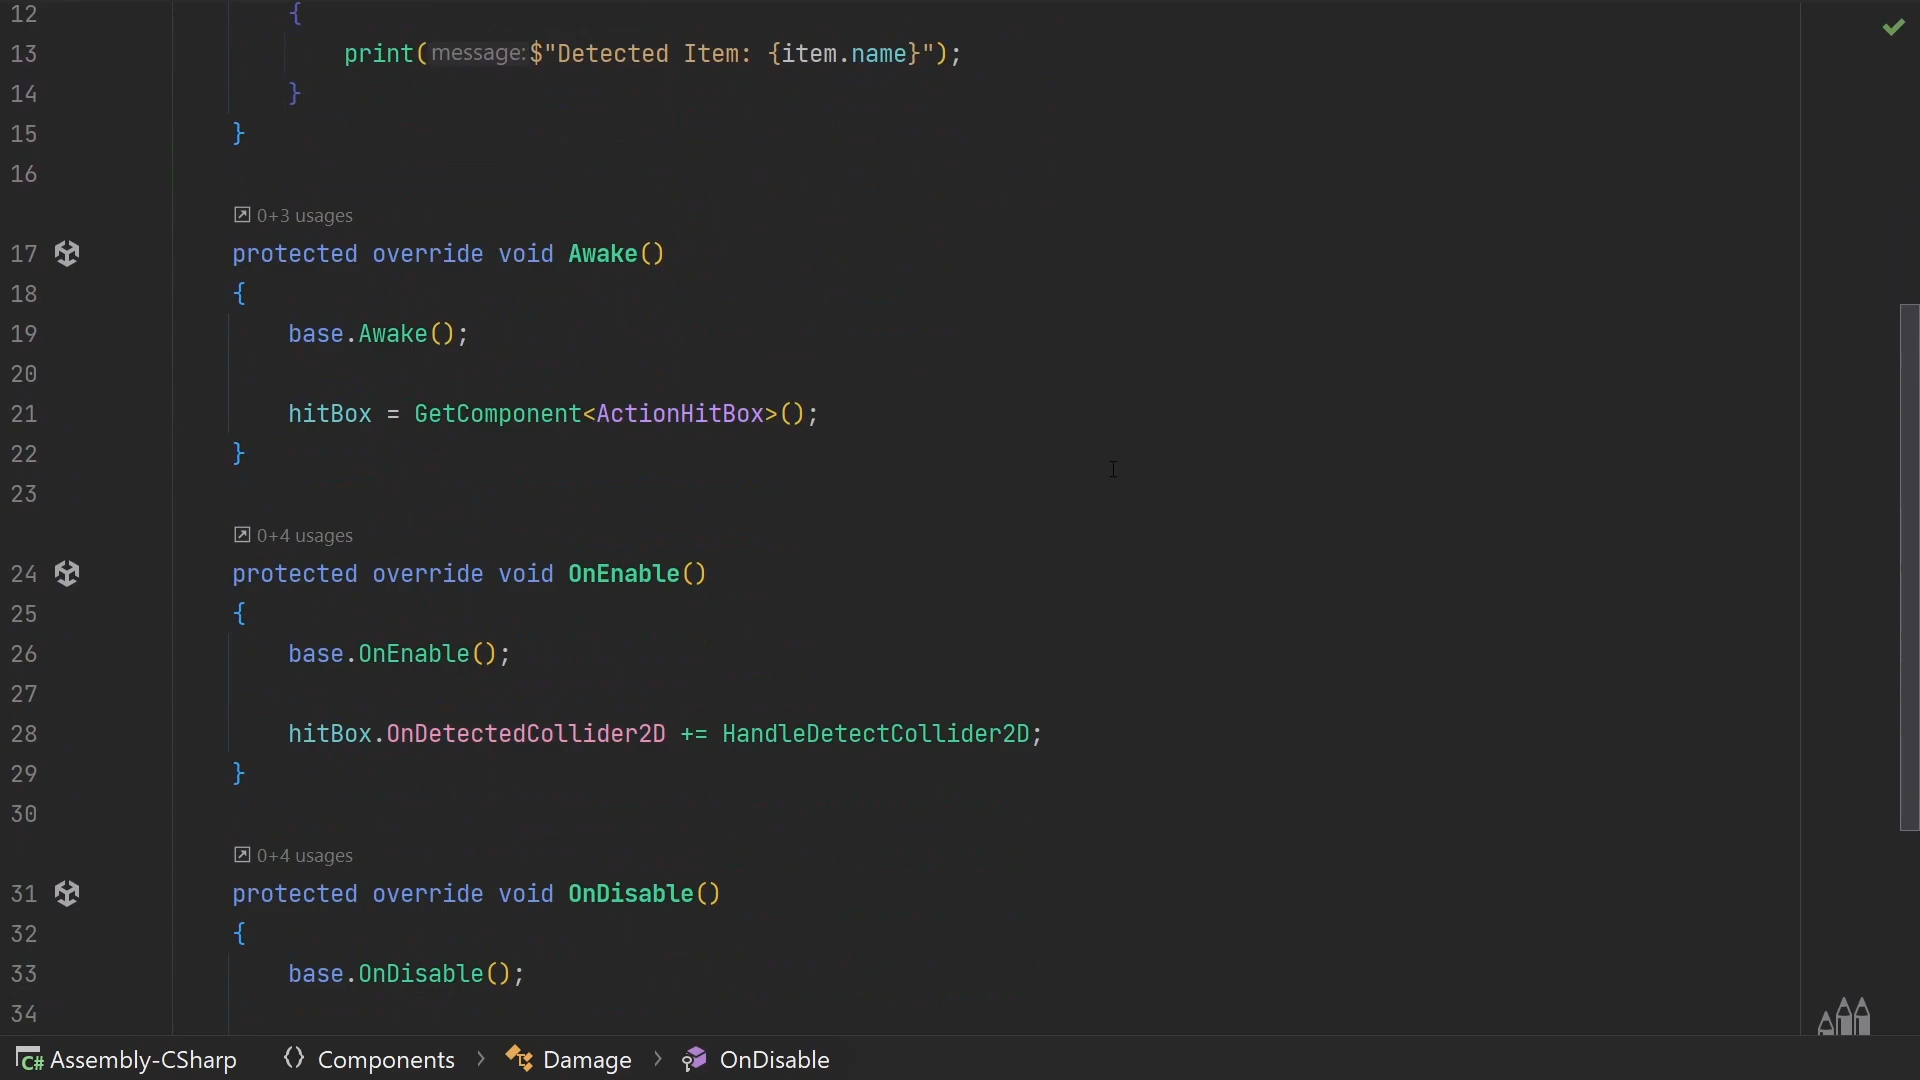 12 {
13 print( message: $"Detected Item: {item.name}");
14 }
15 }
16
0+3 usages
17 protected override void Awake()
18 {
19 base.Awake();
20
21 hitBox = GetComponent<ActionHitBox>();
22 }
23
0+4 usages
24 protected override void OnEnable()
25 {
26 base.OnEnable();
27
28 hitBox.OnDetectedCollider2D += HandleDetectCollider2D;
29 }
30
0+4 usages
31 protected override void OnDisable()
32 {
33 base.OnDisable();
34
C# Assembly-CSharp Components Damage OnDisable